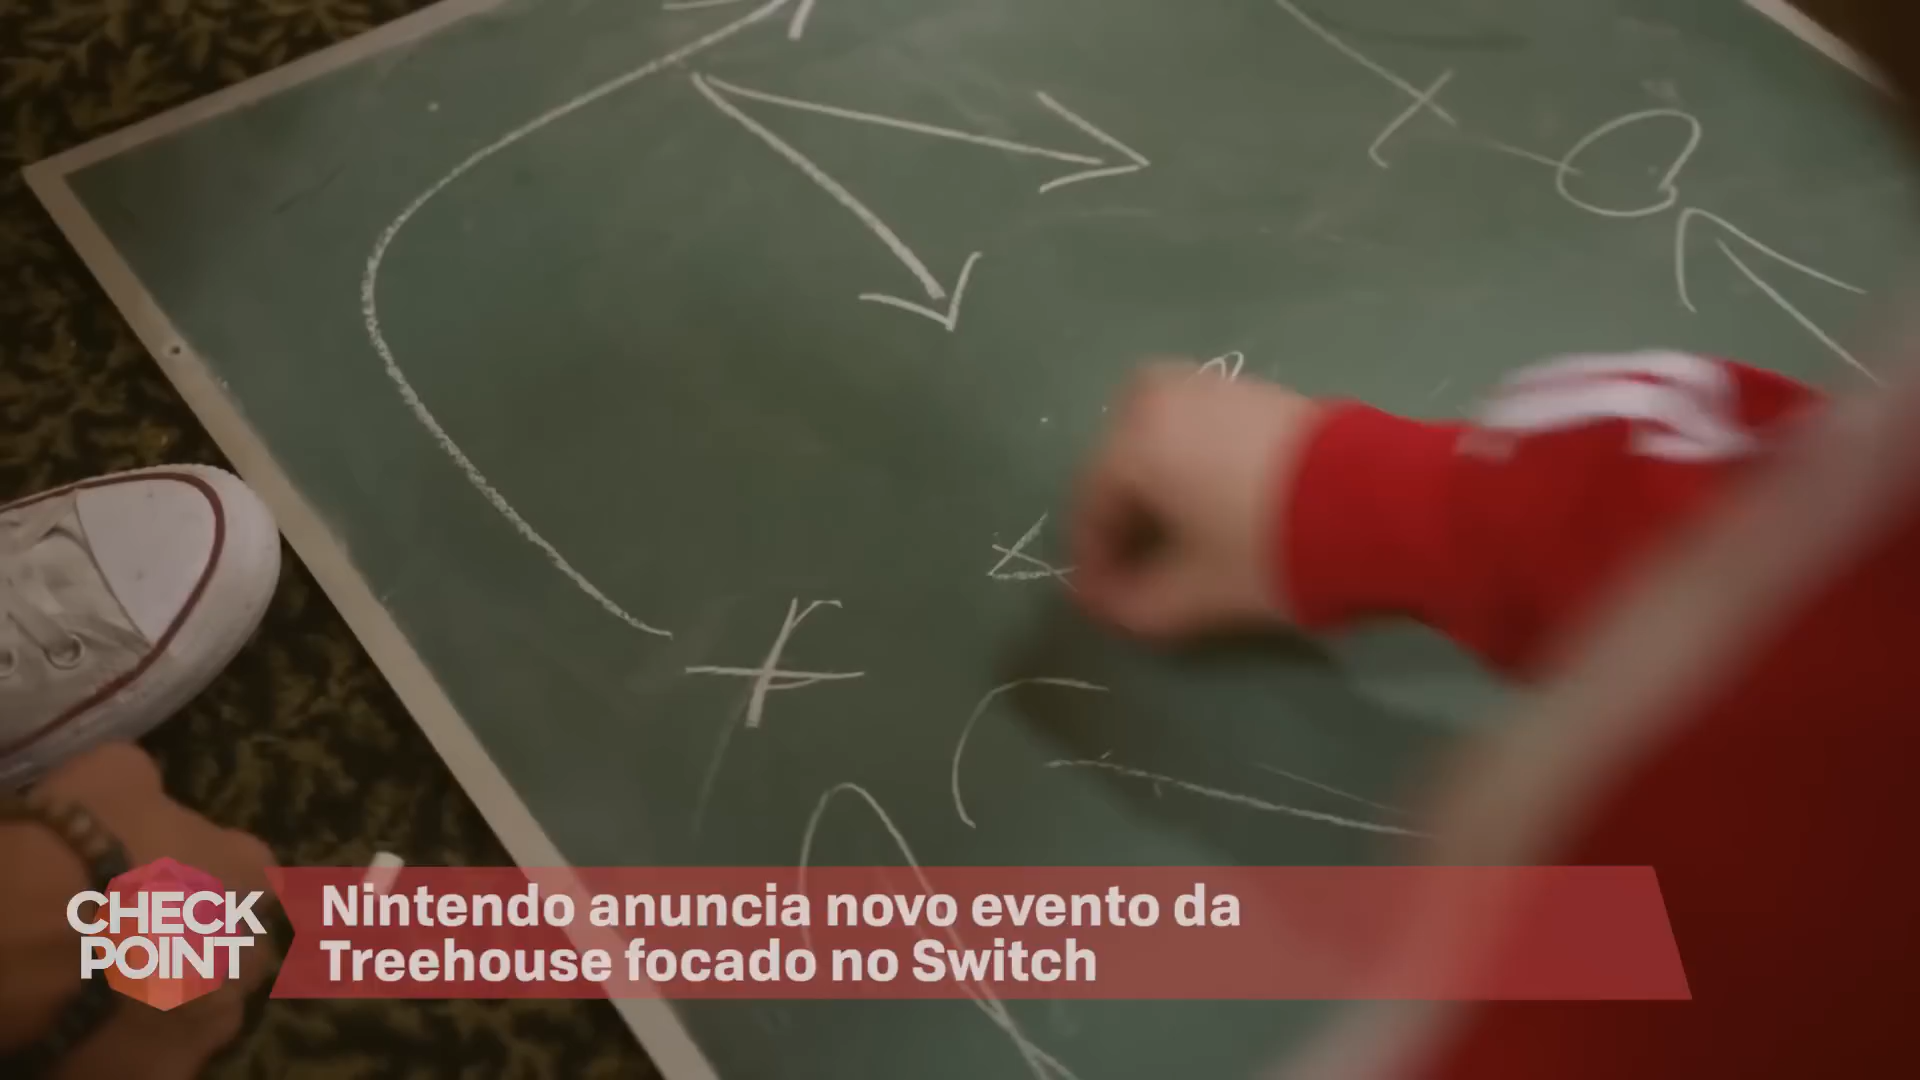 CHECK
POINT
Nintendo anuncia novo evento da
Treehouse focado no Switch